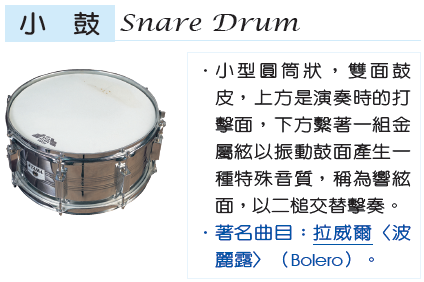 小 鼓 Snare Drum
·小型圓筒狀，雙面鼓
皮，上方是演奏時的打
擊面，下方繫著一組金
屬絃以振動鼓面產生一
種特殊音質，稱為響絃
面，以二槌交替擊奏。
·著名曲目：拉威爾〈波
麗露〉（Bolero）。